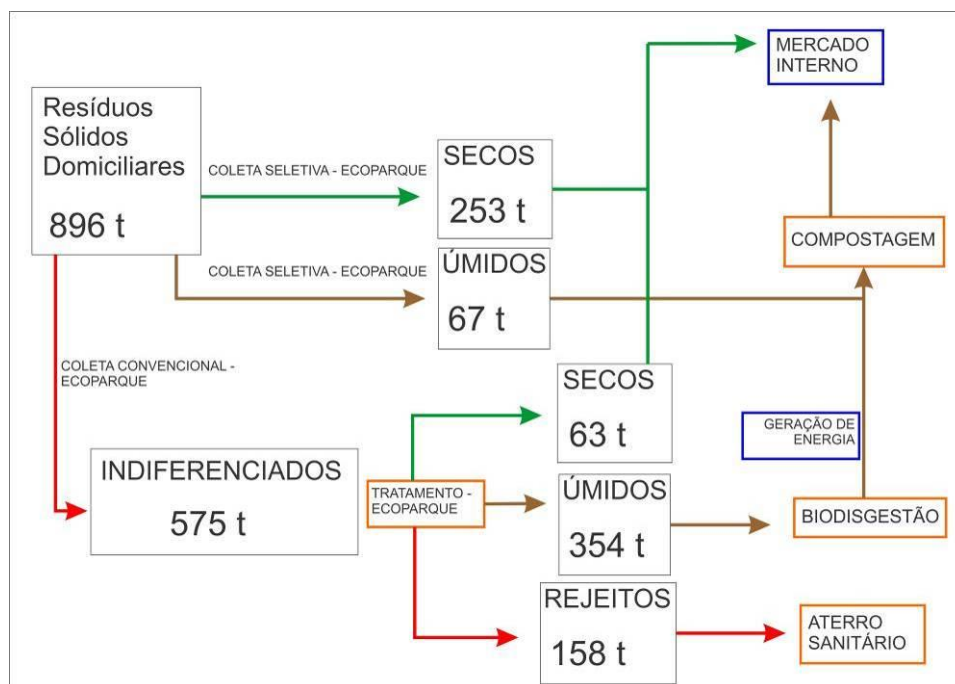 Resíduos
Sólidos
Domiciliares
896 t
COLETA SELETIVA - ECOPARQUE
SECOS
253 t
MERCADO
INTERNO
COLETA SELETIVA - ECOPARQUE
ÚMIDOS
67 t
COMPOSTAGEM
COLETA CONVENCIONAL -
ECOPARQUE
INDIFERENCIADOS
575 t
TRATAMENTO -
ECOPARQUE
SECOS
63 t
GERAÇÃO DE
ENERGIA
ÚMIDOS
354 t
BIODISGESTÃO
REJEITOS
158 t
ATERRO
SANITÁRIO